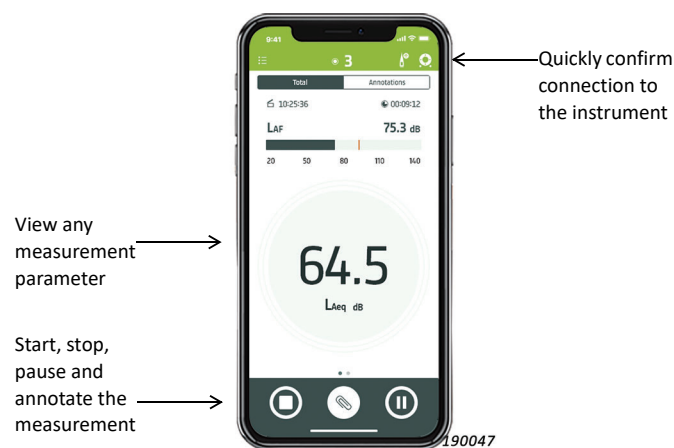 9:41
3
Total Annotations
10:25:36 00:09:12
LAF 75.3 dB
20 50 80 110 140
64.5
LAeq dB
Quickly confirm
connection to
the instrument
View any
measurement
parameter
Start, stop,
pause and
annotate the
measurement
190047